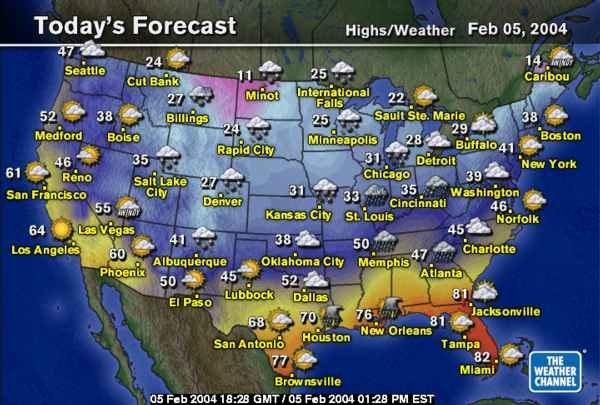 Today's Forecast
Highs/Weather Feb 05, 2004
47
Seattle
24
Cut Bank
11
Minot
25
International
Falls
14
WINDY
Caribou
27
Billings
22
Sault Ste. Marie
52
Medford
38
Boise
24
Rapid City
25
Minneapolis
28
Detroit
29
Buffalo
38
Boston
41
New York
61
San Francisco
46
Reno
35
Salt Lake
City
27
Denver
31
Chicago
31
Kansas City
33
St. Louis
35
Cincinnati
39
Washington
46
Norfolk
64
Los Angeles
55
WINDY
Las Vegas
60
Phoenix
41
Albuquerque
38
Oklahoma City
50
Memphis
47
Atlanta
45
Charlotte
50
El Paso
45
Lubbock
52
Dallas
68
San Antonio
70
Houston
76
New Orleans
81
Jacksonville
81
Tampa
82
Miami
77
Brownsville
THE
WEATHER
CHANNEL
05 Feb 2004 18:28 GMT / 05 Feb 2004 01:28 PM EST